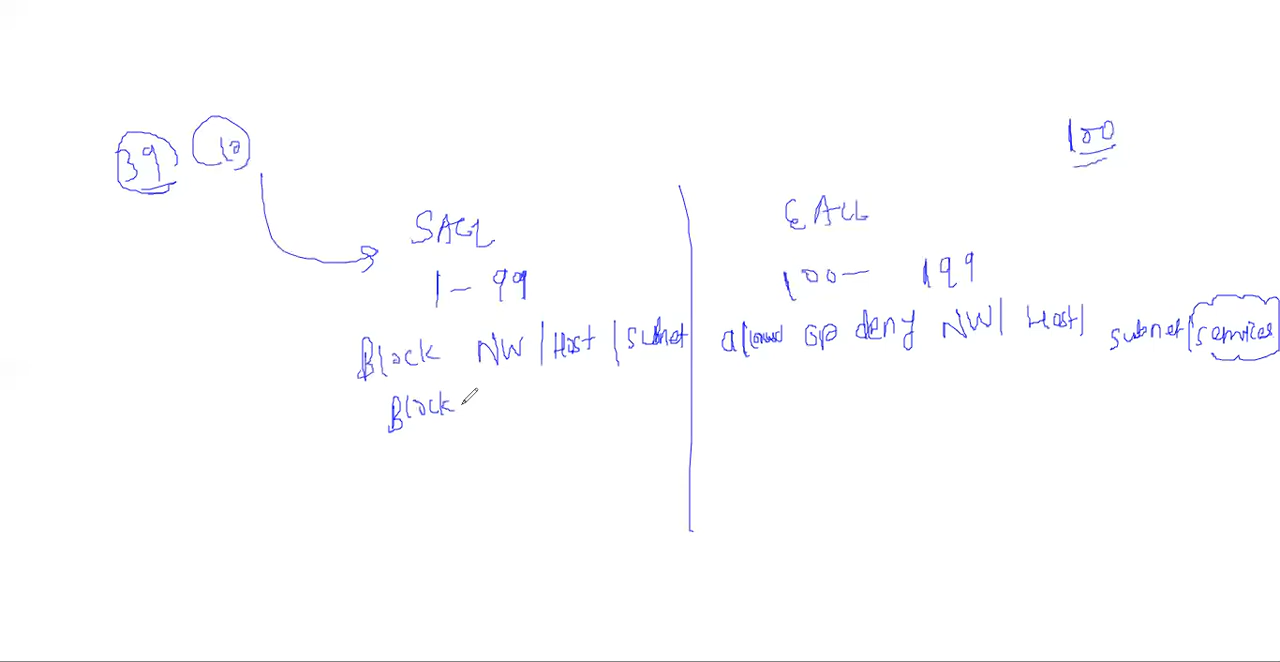 39 10
100
SACL
1 - 99
Block NW | Host | Subnet
Block
EACL
100 - 199
allowed or deny NW | Host | subnet | services